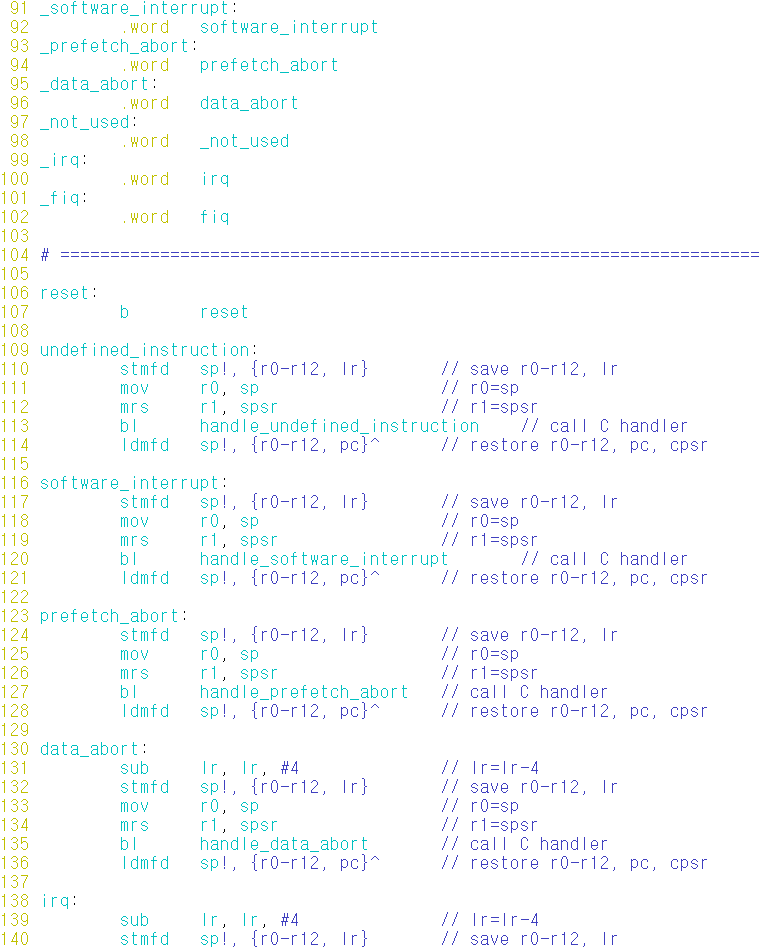 91 _software_interrupt:
92         .word   software_interrupt
93 _prefetch_abort:
94         .word   prefetch_abort
95 _data_abort:
96         .word   data_abort
97 _not_used:
98         .word   _not_used
99 _irq:
100         .word   irq
101 _fiq:
102         .word   fiq
103
104 # ======================================================================
105
106 reset:
107         b       reset
108
109 undefined_instruction:
110         stmfd   sp!, {r0-r12, lr}       // save r0-r12, lr
111         mov     r0, sp                  // r0=sp
112         mrs     r1, spsr                // r1=spsr
113         bl      handle_undefined_instruction    // call C handler
114         ldmfd   sp!, {r0-r12, pc}^      // restore r0-r12, pc, cpsr
115
116 software_interrupt:
117         stmfd   sp!, {r0-r12, lr}       // save r0-r12, lr
118         mov     r0, sp                  // r0=sp
119         mrs     r1, spsr                // r1=spsr
120         bl      handle_software_interrupt       // call C handler
121         ldmfd   sp!, {r0-r12, pc}^      // restore r0-r12, pc, cpsr
122
123 prefetch_abort:
124         stmfd   sp!, {r0-r12, lr}       // save r0-r12, lr
125         mov     r0, sp                  // r0=sp
126         mrs     r1, spsr                // r1=spsr
127         bl      handle_prefetch_abort   // call C handler
128         ldmfd   sp!, {r0-r12, pc}^      // restore r0-r12, pc, cpsr
129
130 data_abort:
131         sub     lr, lr, #4              // lr=lr-4
132         stmfd   sp!, {r0-r12, lr}       // save r0-r12, lr
133         mov     r0, sp                  // r0=sp
134         mrs     r1, spsr                // r1=spsr
135         bl      handle_data_abort       // call C handler
136         ldmfd   sp!, {r0-r12, pc}^      // restore r0-r12, pc, cpsr
137
138 irq:
139         sub     lr, lr, #4              // lr=lr-4
140         stmfd   sp!, {r0-r12, lr}       // save r0-r12, lr